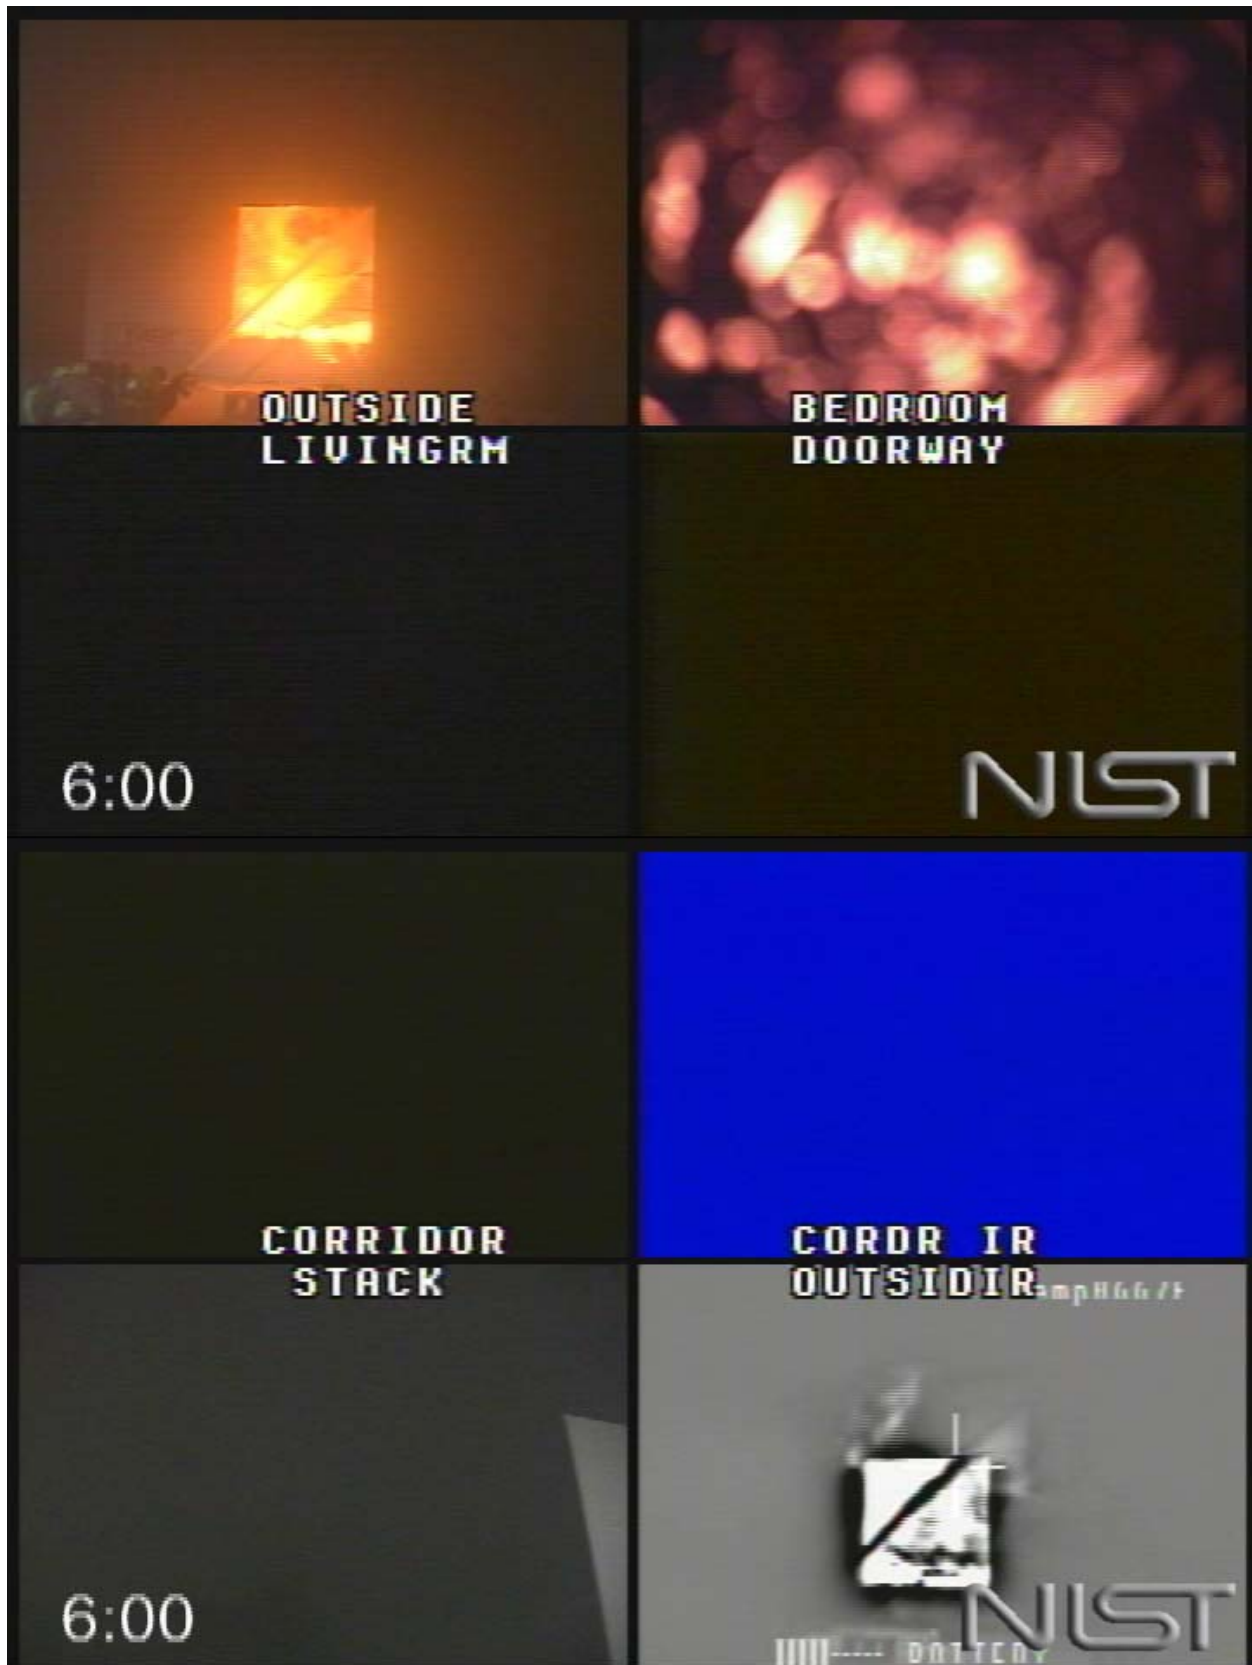 OUTSIDE
BEDROOM
LIVINGRM
DOORWAY
6:00
NIST
CORRIDOR
CORDR IR
STACK
OUTSIDIR
6:00
NIST